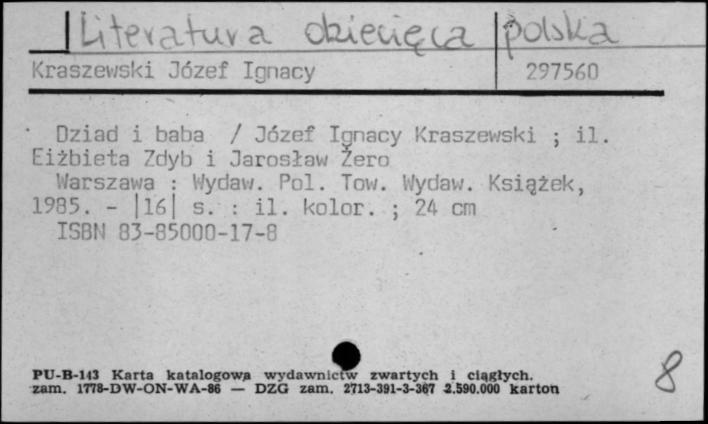 Literatura dziecięca polska
Kraszewski Józef Ignacy 297560
Dziad i baba / Józef Ignacy Kraszewski ; il.
Eiżbieta Zdyb i Jarosław Żero
Warszawa : Wydaw. Pol. Tow. Wydaw. Książek,
1985. - |16| s. : il. kolor. ; 24 cm
ISBN 83-85000-17-8
PU-B-143 Karta katalogowa wydawnictw zwartych i ciągłych.
zam. 1778-DW-ON-WA-86 — DZG zam. 2713-391-3-367 2.590.000 karton
8